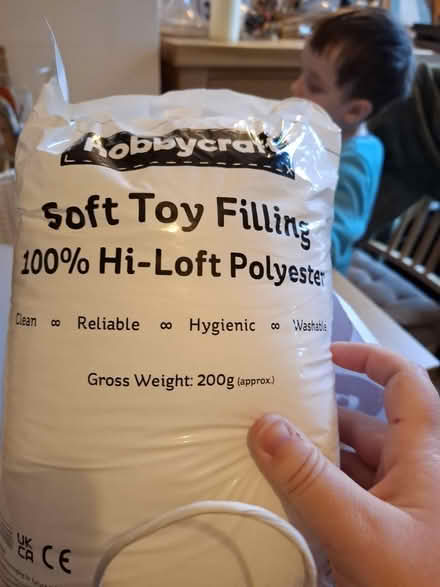 hobbycraft
Soft Toy Filling
100% Hi-Loft Polyester
Clean ∞ Reliable ∞ Hygienic ∞ Washable
Gross Weight: 200g (approx.)
UK
CA CE